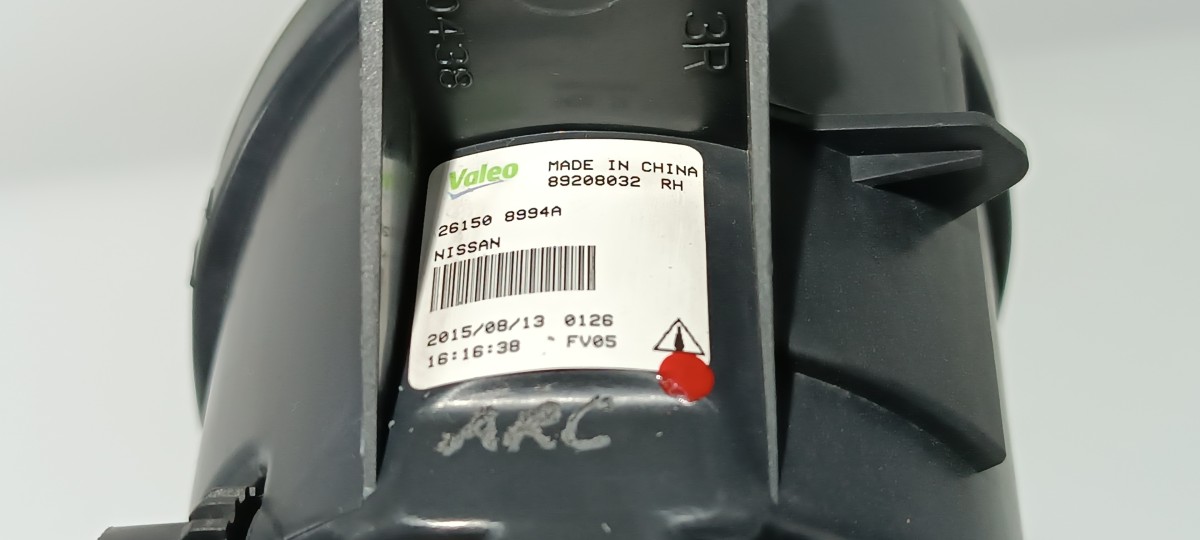 0438
3R
Valeo
MADE IN CHINA
89208032 RH
26150 8994A
NISSAN
2015/08/13 0126
16:16:38 FV05
ARC